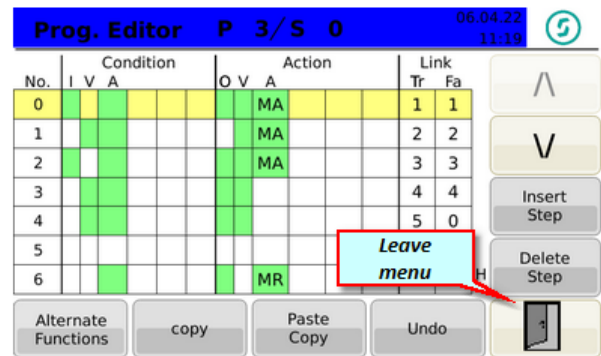 Prog. Editor P 3/S 0 06.04.22
11:19
Condition Action Link
No. I V A O V A Tr Fa
0 MA 1 1
1 MA 2 2
2 MA 3 3
3 4 4
4 5 0
5
6 MR H
/\
\/
Insert
Step
Delete
Step
Leave
menu
Alternate
Functions
copy
Paste
Copy
Undo